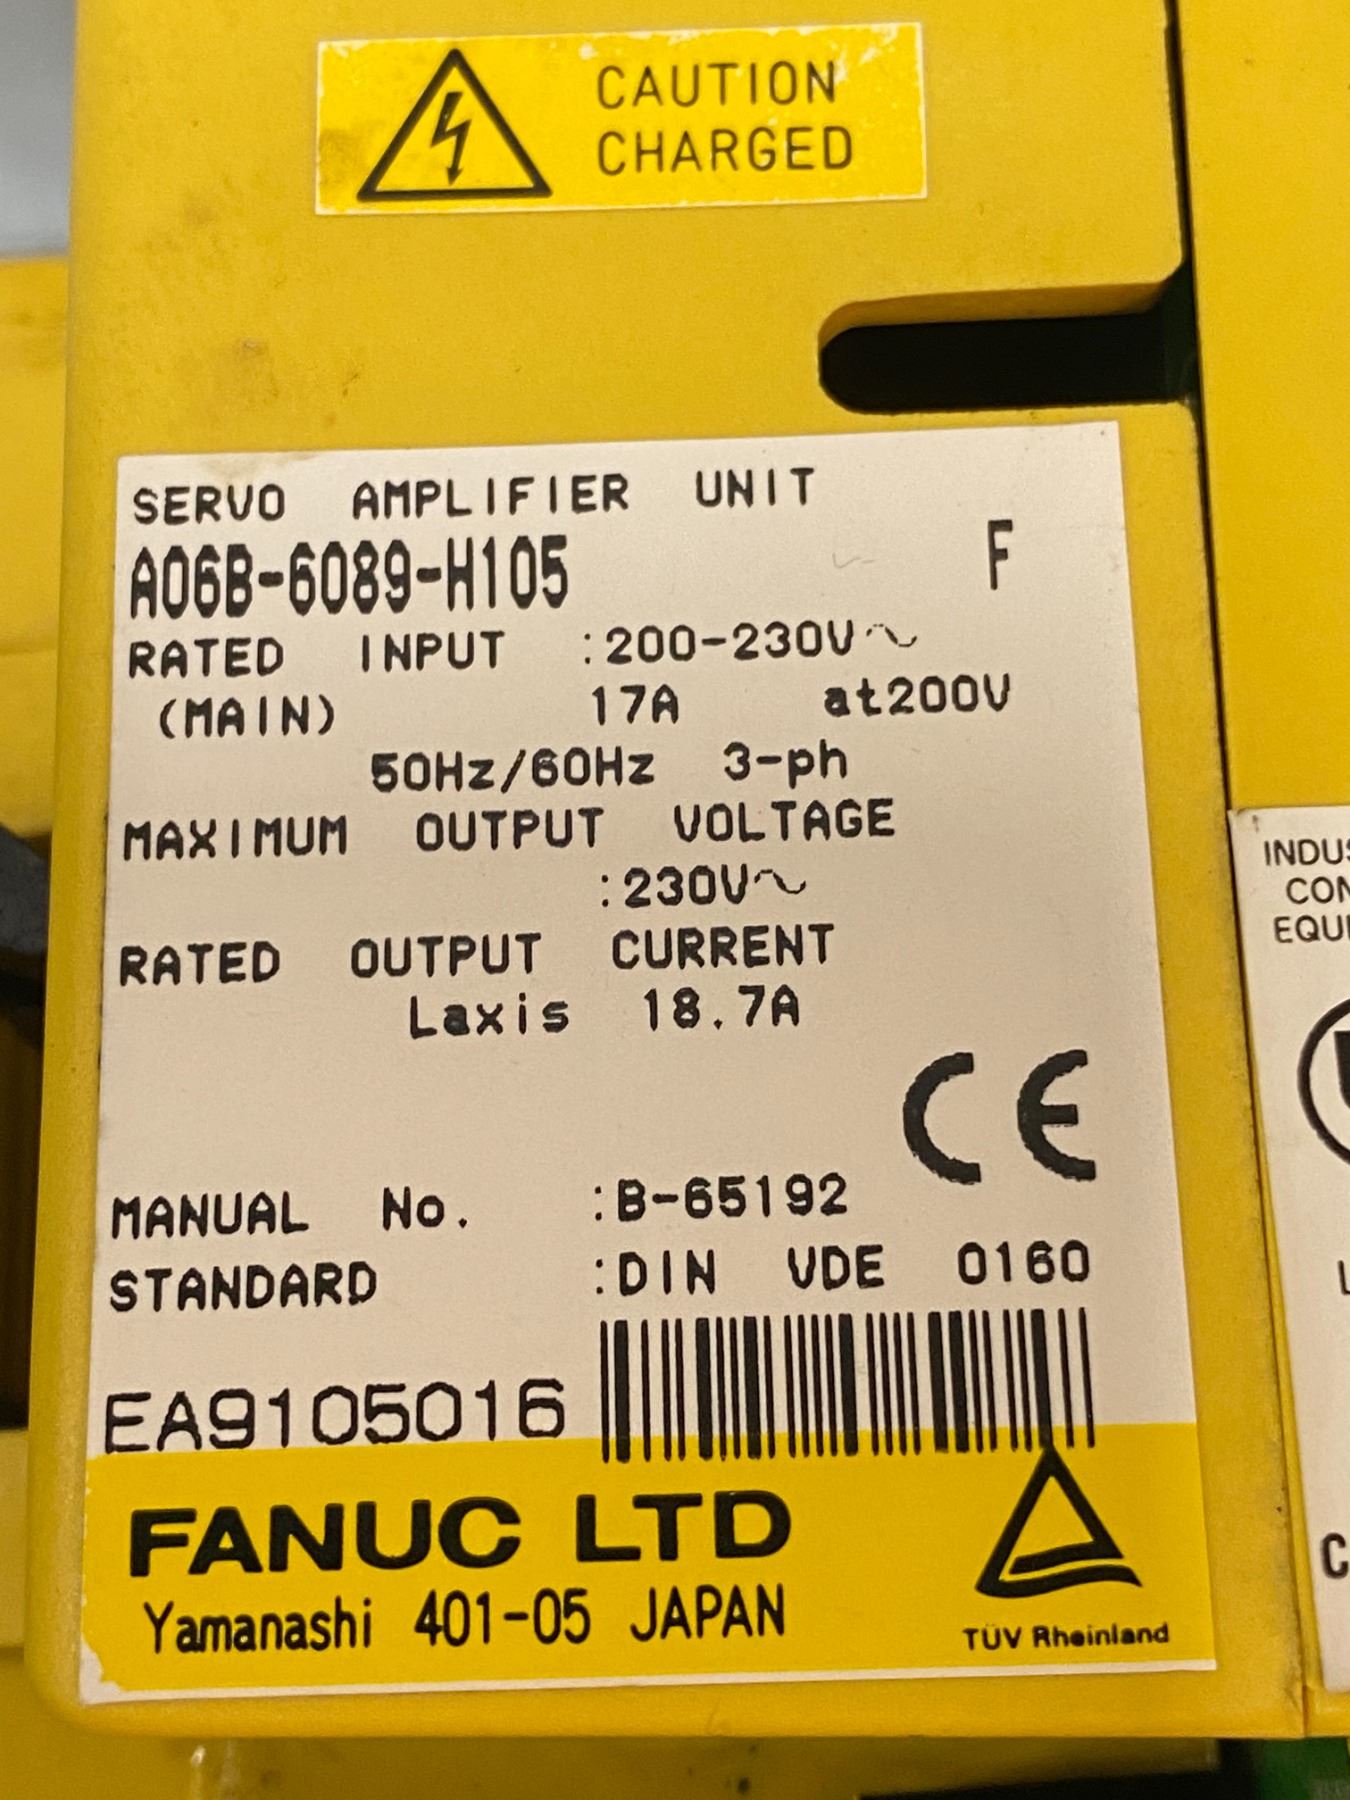 CAUTION
CHARGED
SERVO AMPLIFIER UNIT
A06B-6089-H105 F
RATED INPUT :200-230V~
(MAIN) 17A at200V
50Hz/60Hz 3-ph
MAXIMUM OUTPUT VOLTAGE
:230V~
RATED OUTPUT CURRENT
Laxis 18.7A
CE
MANUAL No. :B-65192
STANDARD :DIN VDE 0160
EA9105016
FANUC LTD
Yamanashi 401-05 JAPAN
TÜV Rheinland